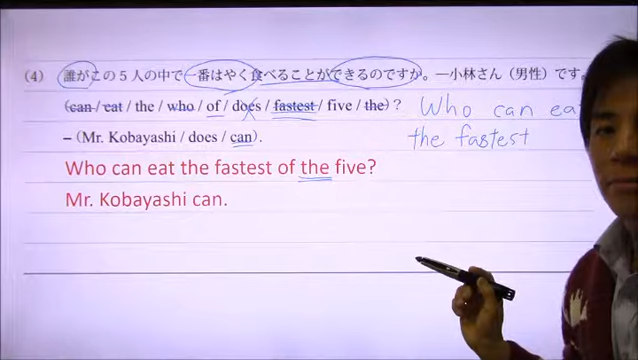 (4) 誰がこの5人の中で一番はやく食べることができるのですか。―小林さん（男性）です。
(can / eat / the / who / of / does / fastest / five / the)? Who can eat
– (Mr. Kobayashi / does / can). the fastest
Who can eat the fastest of the five?
Mr. Kobayashi can.